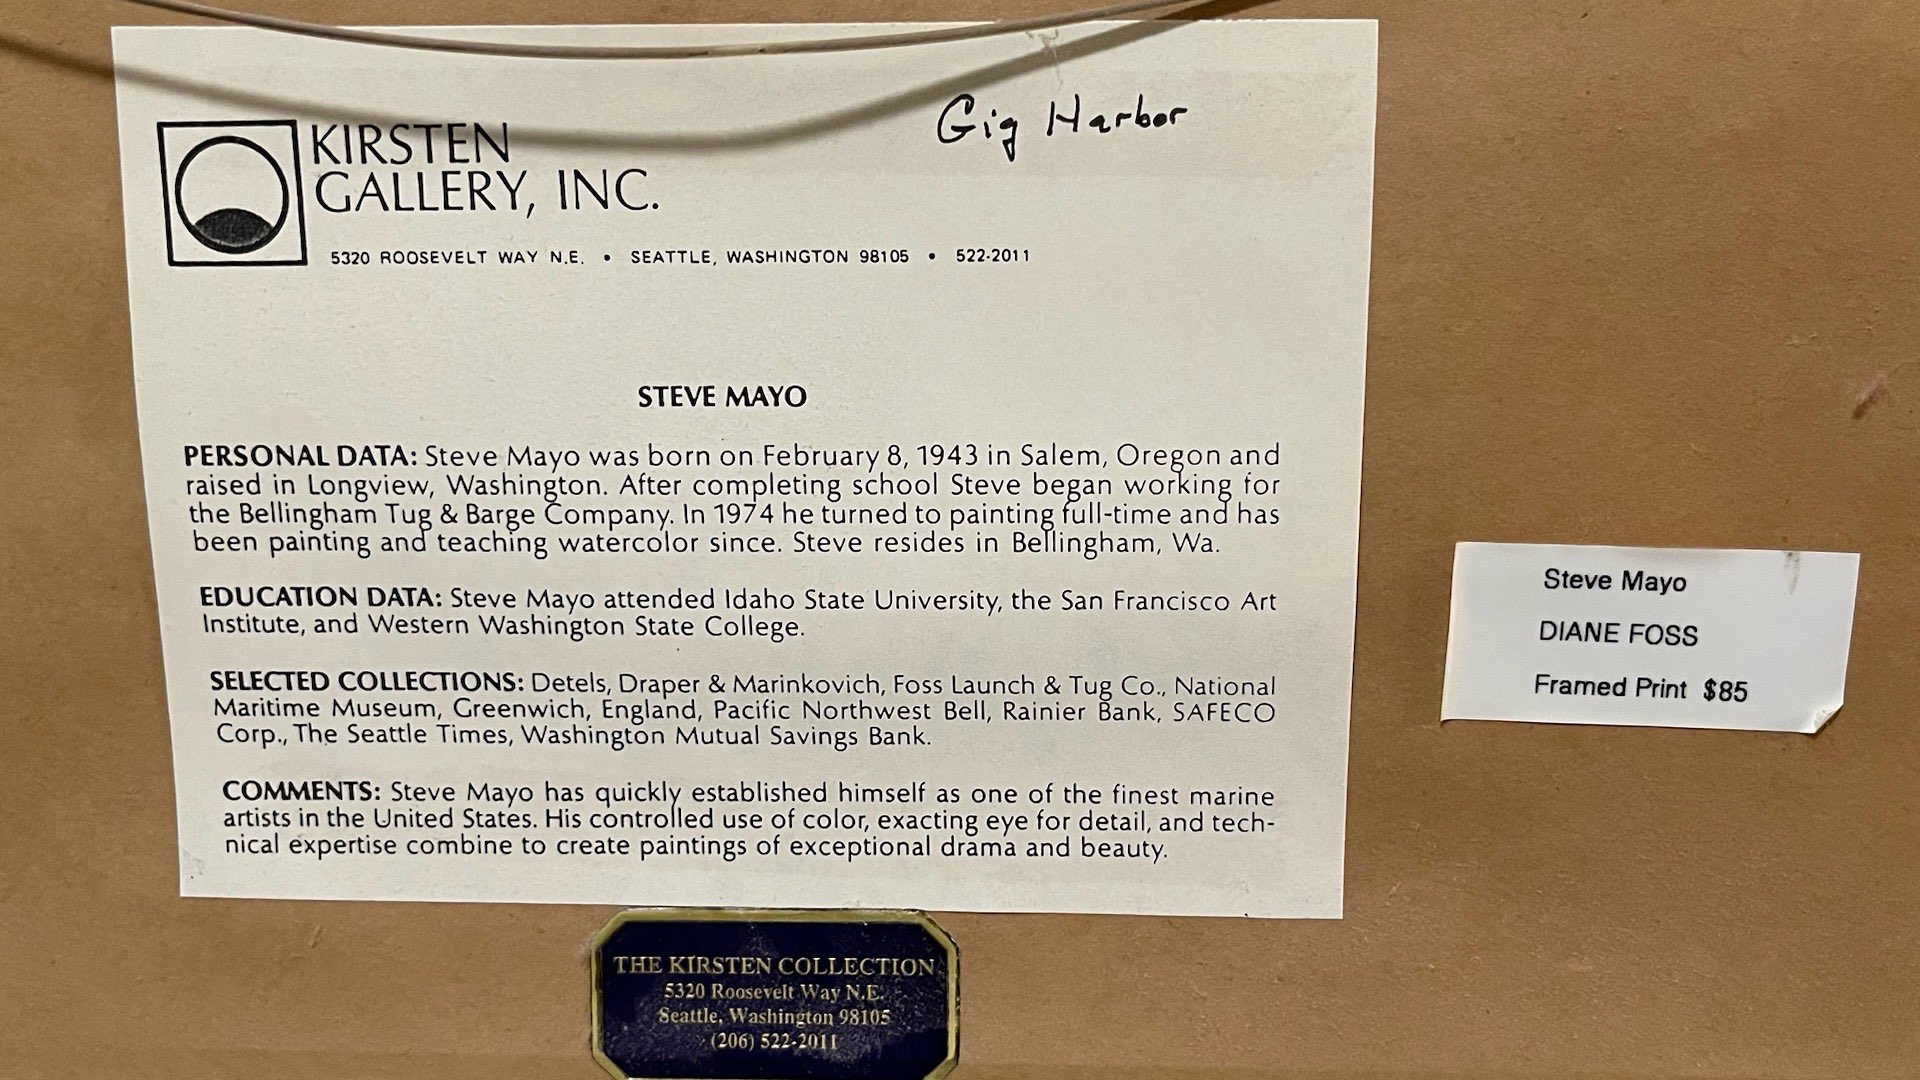 Gig Harbor
KIRSTEN
GALLERY, INC.
5320 ROOSEVELT WAY N.E. • SEATTLE, WASHINGTON 98105 • 522-2011
STEVE MAYO
PERSONAL DATA: Steve Mayo was born on February 8, 1943 in Salem, Oregon and
raised in Longview, Washington. After completing school Steve began working for
the Bellingham Tug & Barge Company. In 1974 he turned to painting full-time and has
been painting and teaching watercolor since. Steve resides in Bellingham, Wa.
EDUCATION DATA: Steve Mayo attended Idaho State University, the San Francisco Art
Institute, and Western Washington State College.
SELECTED COLLECTIONS: Detels, Draper & Marinkovich, Foss Launch & Tug Co., National
Maritime Museum, Greenwich, England, Pacific Northwest Bell, Rainier Bank, SAFECO
Corp., The Seattle Times, Washington Mutual Savings Bank.
COMMENTS: Steve Mayo has quickly established himself as one of the finest marine
artists in the United States. His controlled use of color, exacting eye for detail, and tech-
nical expertise combine to create paintings of exceptional drama and beauty.
Steve Mayo
DIANE FOSS
Framed Print $85
THE KIRSTEN COLLECTION
5320 Roosevelt Way N.E.
Seattle, Washington 98105
(206) 522-2011